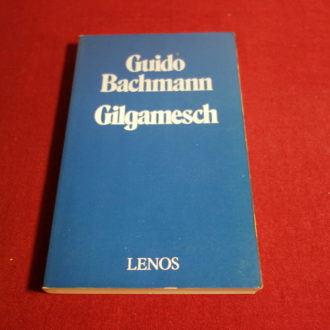 Guido
Bachmann
Gilgamesch
LENOS